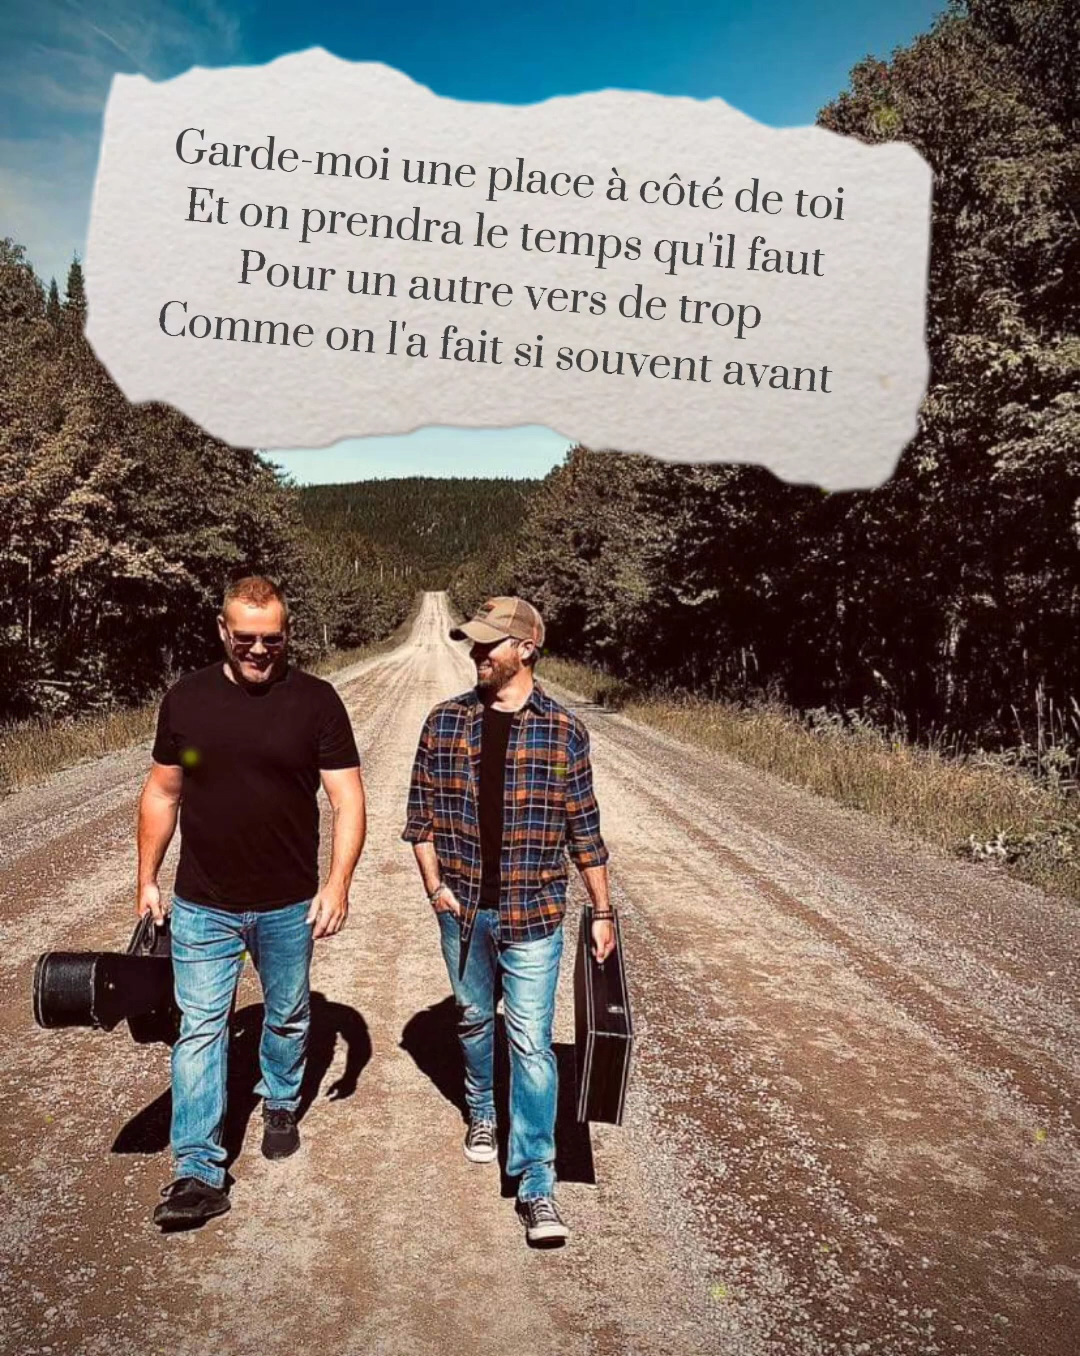 Garde-moi une place à côté de toi
Et on prendra le temps qu'il faut
Pour un autre vers de trop
Comme on l'a fait si souvent avant